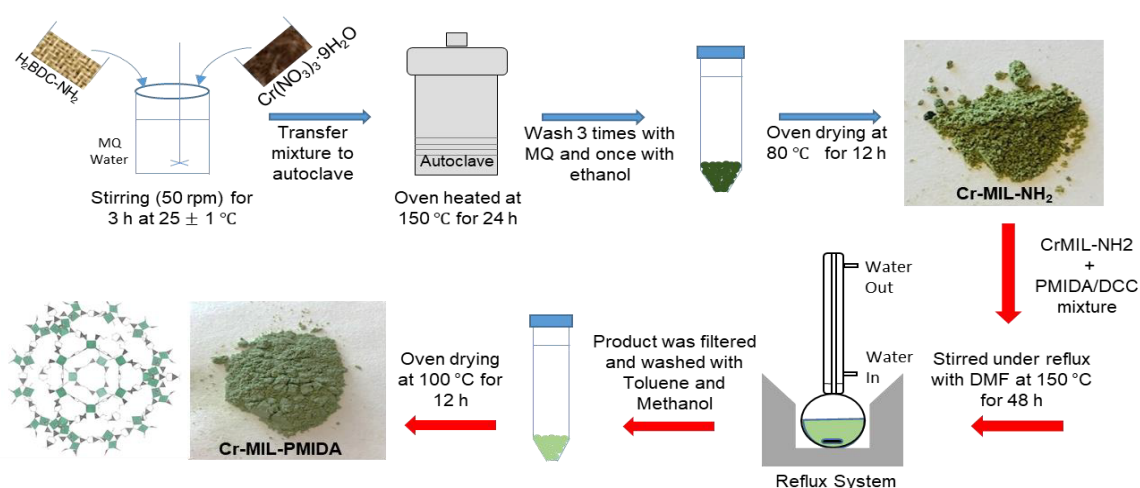 H₂BDC-NH₂
Cr(NO₃)₃·9H₂O
MQ
Water
Stirring (50 rpm) for
3 h at 25 ± 1 °C
Transfer
mixture to
autoclave
Autoclave
Oven heated at
150 °C for 24 h
Wash 3 times with
MQ and once with
ethanol
Oven drying at
80 °C for 12 h
Cr-MIL-NH₂
CrMIL-NH2
+
PMIDA/DCC
mixture
Stirred under reflux
with DMF at 150 °C
for 48 h
Water
Out
Water
In
Reflux System
Product was filtered
and washed with
Toluene and
Methanol
Oven drying
at 100 °C for
12 h
Cr-MIL-PMIDA